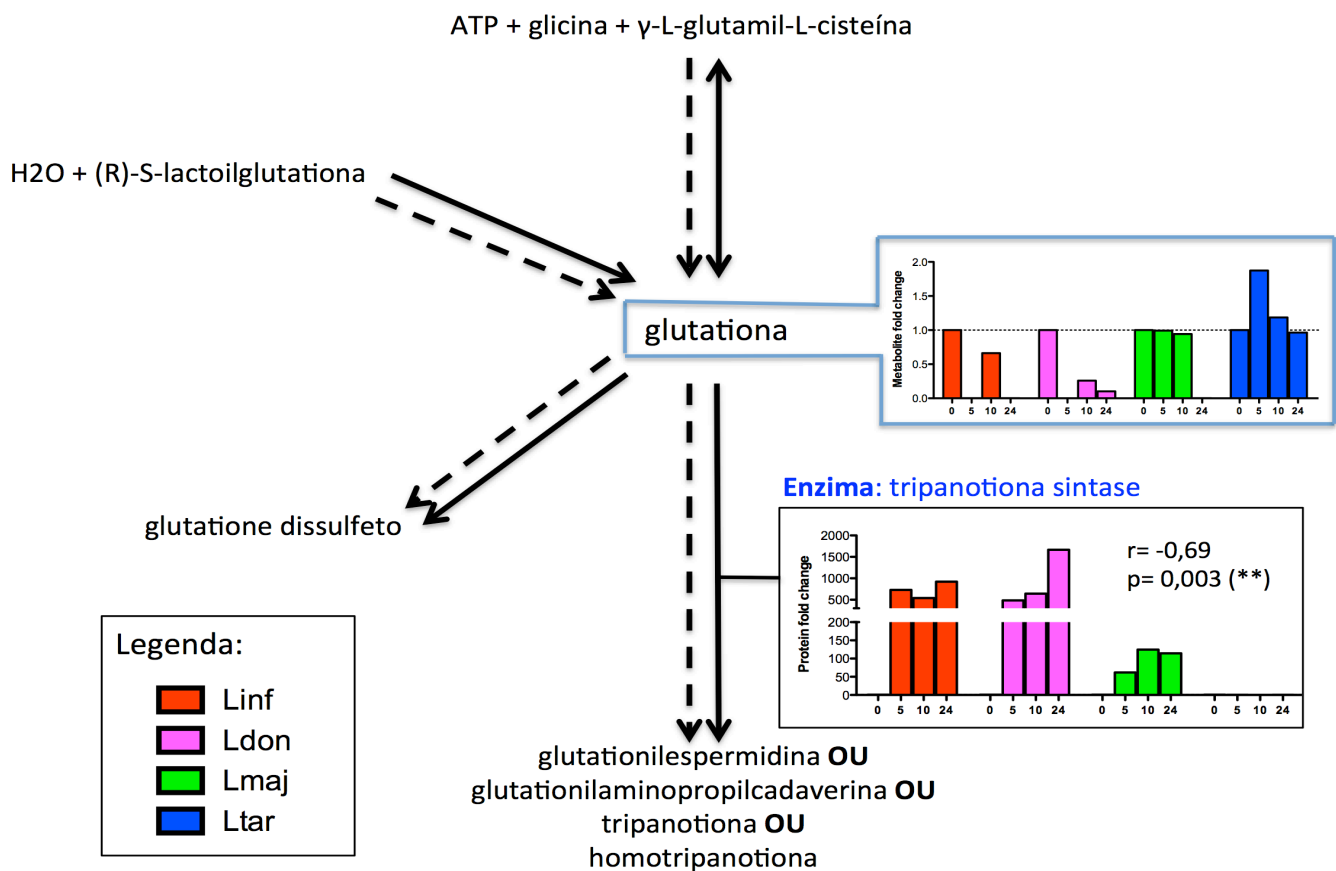 ATP + glicina + γ-L-glutamil-L-cisteína
H2O + (R)-S-lactoilglutationa
glutationa
Metabolite fold change
2.0
1.5
1.0
0.5
0.0
0 5 10 24 0 5 10 24 0 5 10 24 0 5 10 24
glutatione dissulfeto
Enzima: tripanotiona sintase
Protein fold change
2000
1500
1000
500
200
150
100
50
0
0 5 10 24 0 5 10 24 0 5 10 24 0 5 10 24
r= -0,69
p= 0,003 (**)
Legenda:
Linf
Ldon
Lmaj
Ltar
glutationilespermidina OU
glutationilaminopropilcadaverina OU
tripanotiona OU
homotripanotiona